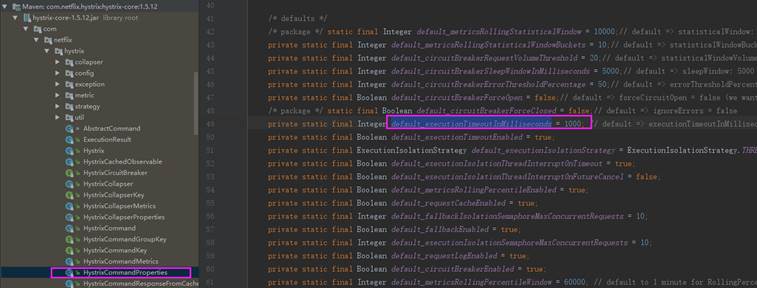 Maven: com.netflix.hystrix:hystrix-core:1.5.12
hystrix-core-1.5.12.jar library root
com
netflix
hystrix
collapser
config
exception
metric
strategy
util
AbstractCommand
ExecutionResult
Hystrix
HystrixCachedObservable
HystrixCircuitBreaker
HystrixCollapser
HystrixCollapserKey
HystrixCollapserMetrics
HystrixCollapserProperties
HystrixCommand
HystrixCommandGroupKey
HystrixCommandKey
HystrixCommandMetrics
HystrixCommandProperties
HystrixCommandResponseFromCache
40
41 /* defaults */
42 /* package */ static final Integer default_metricsRollingStatisticalWindow = 10000;// default => statisticalWindow:
43 private static final Integer default_metricsRollingStatisticalWindowBuckets = 10;// default => statisticalWindowBuck
44 private static final Integer default_circuitBreakerRequestVolumeThreshold = 20;// default => statisticalWindowVolum
45 private static final Integer default_circuitBreakerSleepWindowInMilliseconds = 5000;// default => sleepWindow: 5000
46 private static final Integer default_circuitBreakerErrorThresholdPercentage = 50;// default => errorThresholdPercent
47 private static final Boolean default_circuitBreakerForceOpen = false;// default => forceCircuitOpen = false (we want
48 /* package */ static final Boolean default_circuitBreakerForceClosed = false;// default => ignoreErrors = false
49 private static final Integer default_executionTimeoutInMilliseconds = 1000; // default => executionTimeoutInMillisec
50 private static final Boolean default_executionTimeoutEnabled = true;
51 private static final ExecutionIsolationStrategy default_executionIsolationStrategy = ExecutionIsolationStrategy.THRE
52 private static final Boolean default_executionIsolationThreadInterruptOnTimeout = true;
53 private static final Boolean default_executionIsolationThreadInterruptOnFutureCancel = false;
54 private static final Boolean default_metricsRollingPercentileEnabled = true;
55 private static final Boolean default_requestCacheEnabled = true;
56 private static final Integer default_fallbackIsolationSemaphoreMaxConcurrentRequests = 10;
57 private static final Boolean default_fallbackEnabled = true;
58 private static final Integer default_executionIsolationSemaphoreMaxConcurrentRequests = 10;
59 private static final Boolean default_requestLogEnabled = true;
60 private static final Boolean default_circuitBreakerEnabled = true;
61 private static final Integer default_metricsRollingPercentileWindow = 60000; // default to 1 minute for RollingPerce